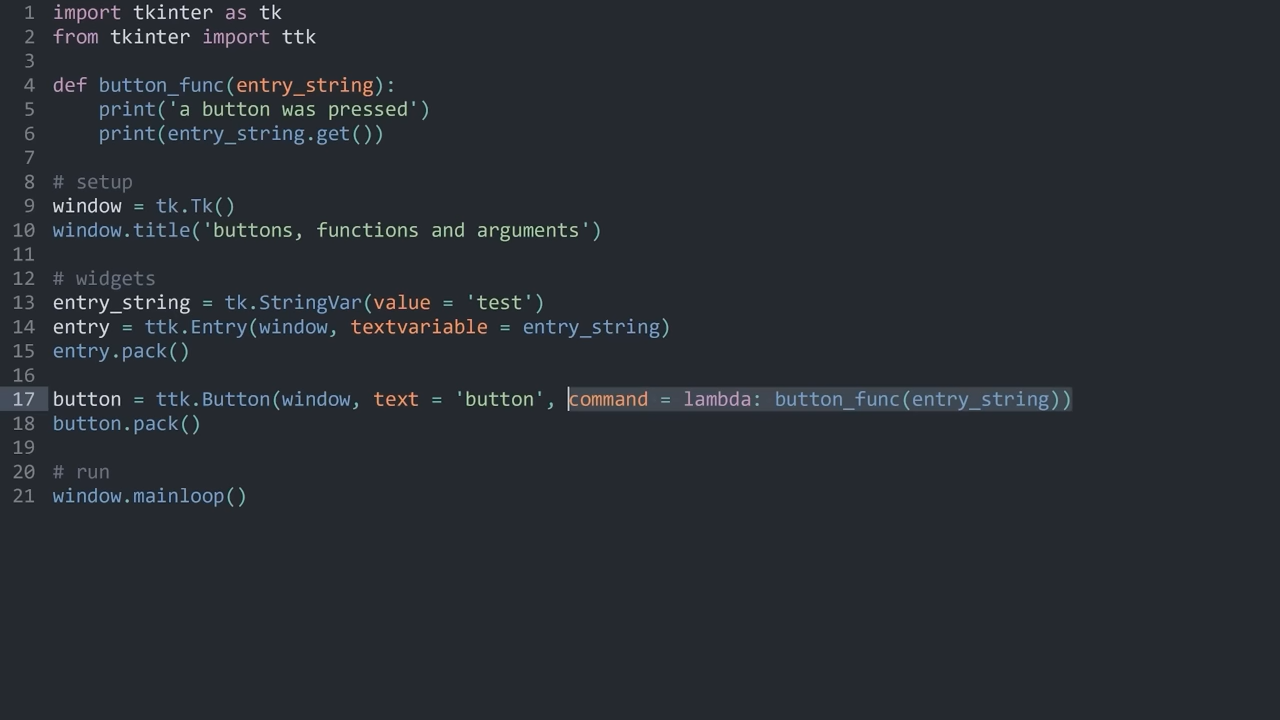 1 import tkinter as tk
2 from tkinter import ttk
3
4 def button_func(entry_string):
5     print('a button was pressed')
6     print(entry_string.get())
7
8 # setup
9 window = tk.Tk()
10 window.title('buttons, functions and arguments')
11
12 # widgets
13 entry_string = tk.StringVar(value = 'test')
14 entry = ttk.Entry(window, textvariable = entry_string)
15 entry.pack()
16
17 button = ttk.Button(window, text = 'button', command = lambda: button_func(entry_string))
18 button.pack()
19
20 # run
21 window.mainloop()